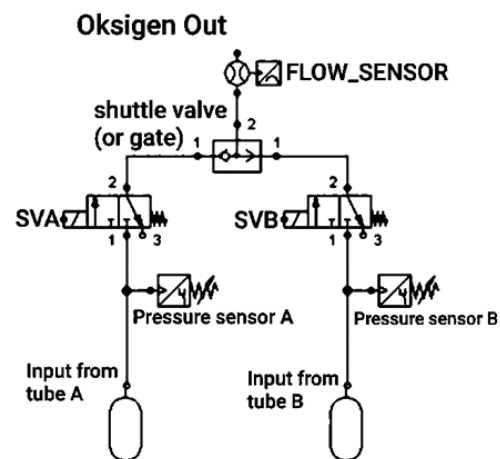 Oksigen Out
FLOW_SENSOR
shuttle valve
(or gate)
2
1
1
2
2
SVA
SVB
1
3
1
3
Pressure sensor A
Pressure sensor B
Input from
tube A
Input from
tube B